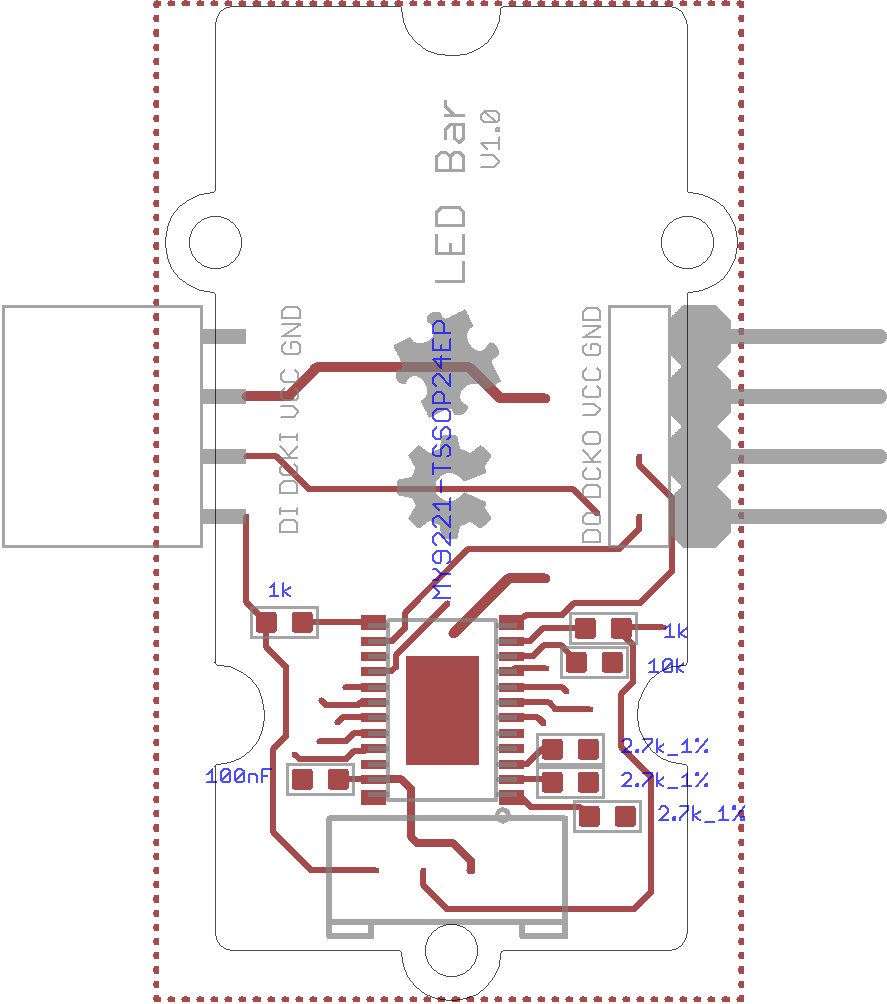 LED Bar
V1.0
DI DCKI VCC GND
MY9221-TSSOP24EP
DO DCKO VCC GND
1k
1k
10k
2.7k_1%
100nF
2.7k_1%
2.7k_1%